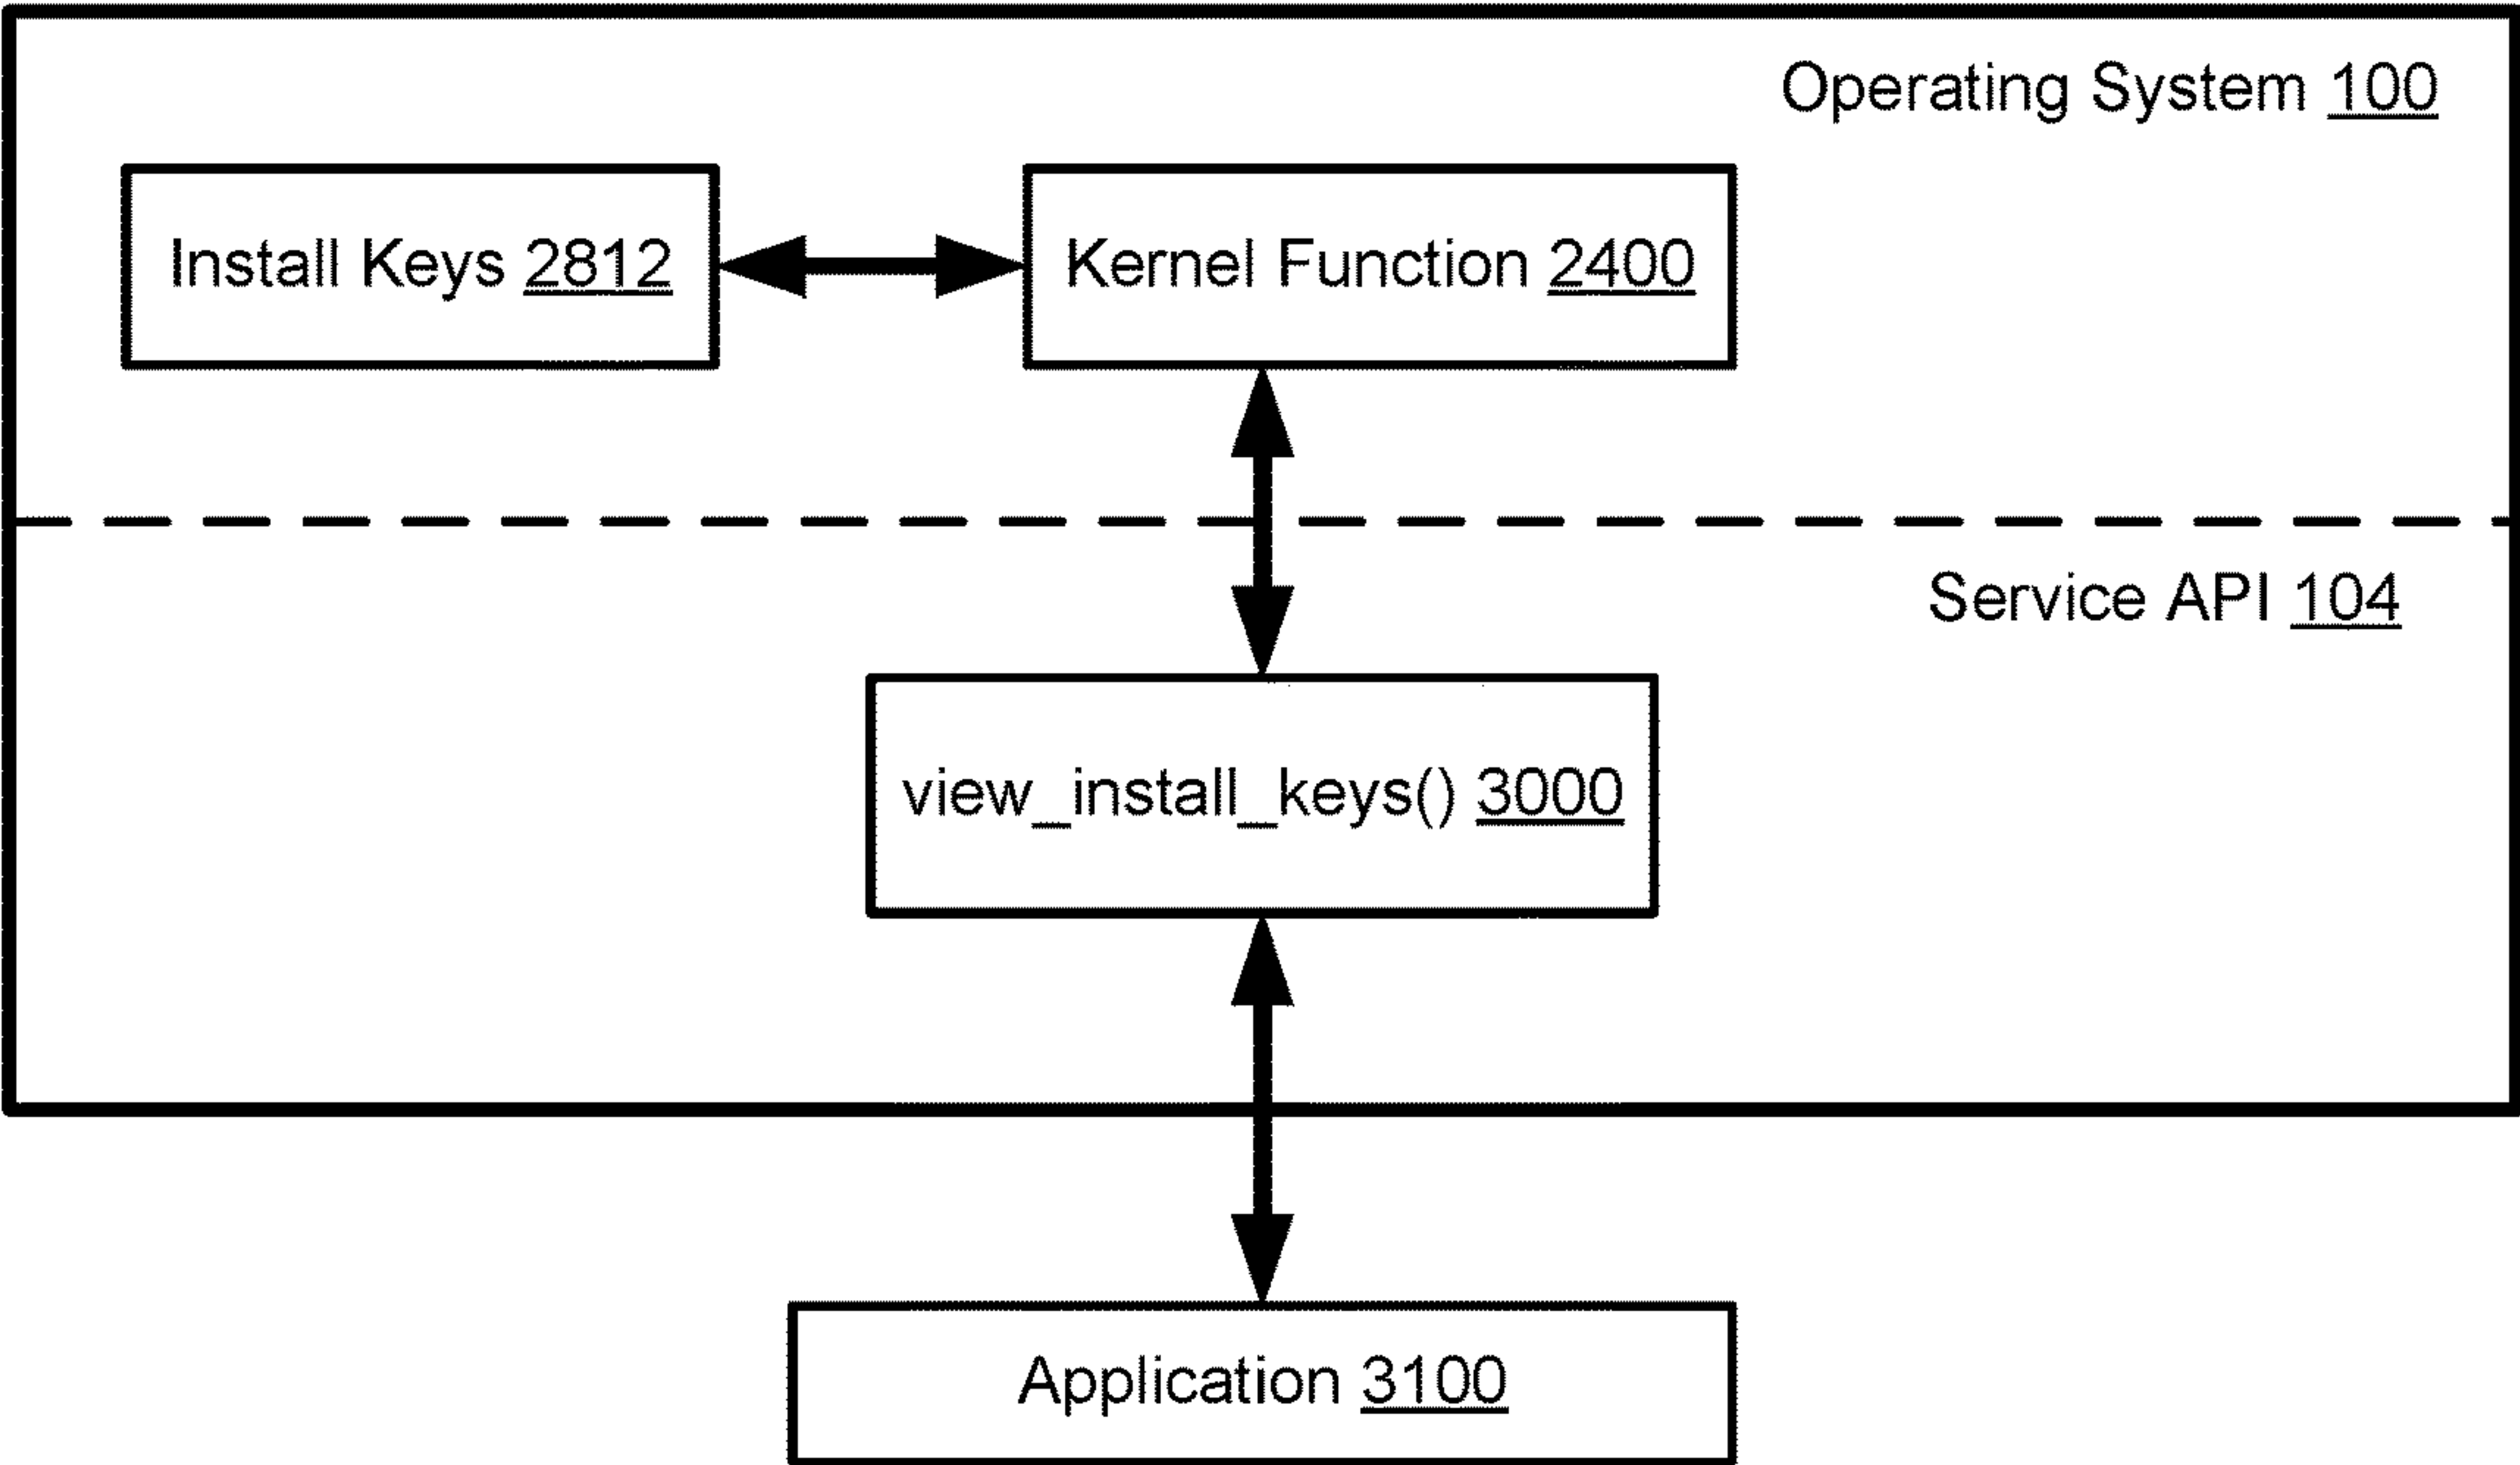 Operating System 100
Install Keys 2812
Kernel Function 2400
Service API 104
view_install_keys() 3000
Application 3100